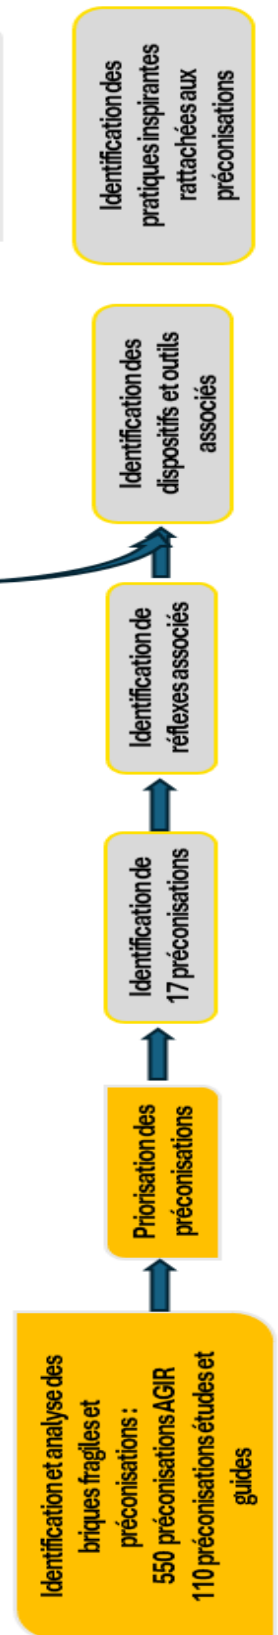 Identification et analyse des
briques fragiles et
préconisations :
550 préconisations AGIR
110 préconisations études et
guides
Priorisation des
préconisations
Identification de
17 préconisations
Identification de
réflexes associés
Identification des
dispositifs et outils
associés
Identification des
pratiques inspirantes
rattachées aux
préconisations